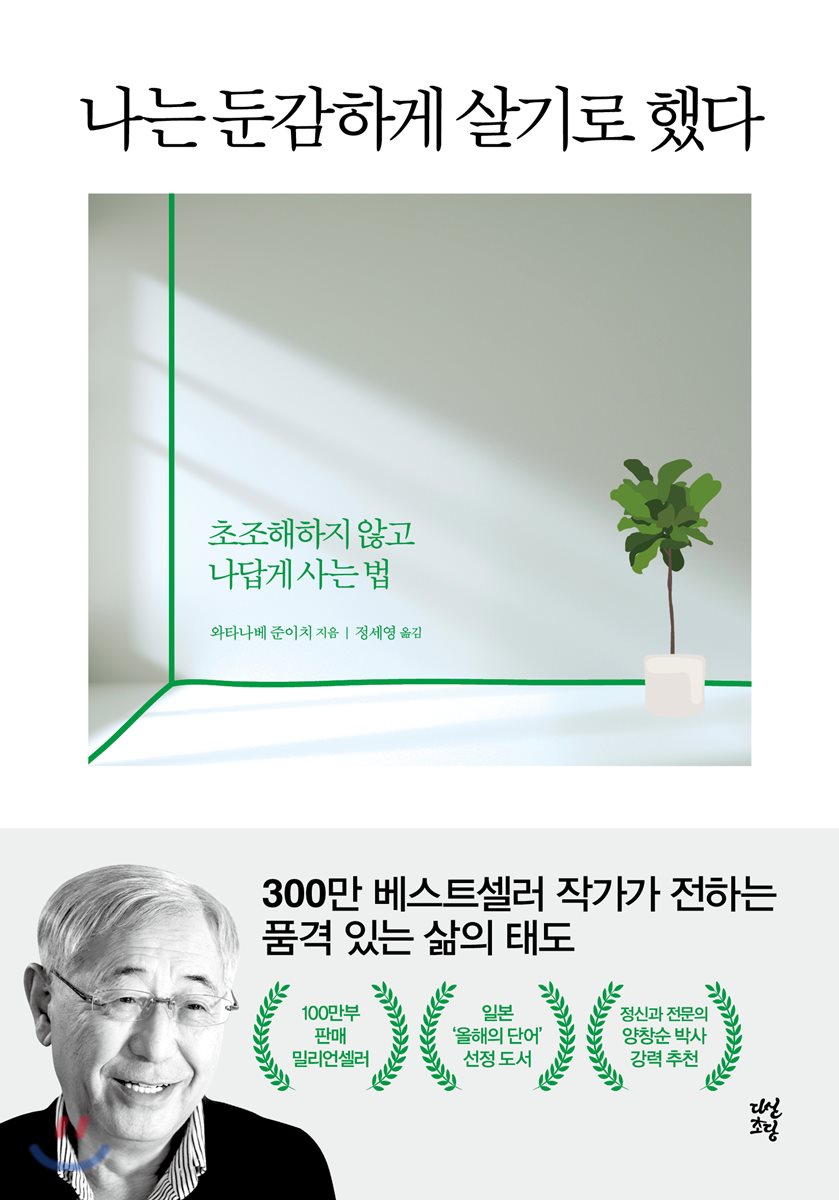 나는 둔감하게 살기로 했다
초조해하지 않고
나답게 사는 법
와타나베 준이치 지음 | 정세영 옮김
300만 베스트셀러 작가가 전하는
품격 있는 삶의 태도
100만부
판매
밀리언셀러
일본
‘올해의 단어’
선정 도서
정신과 전문의
양창순 박사
강력 추천
다실
초당